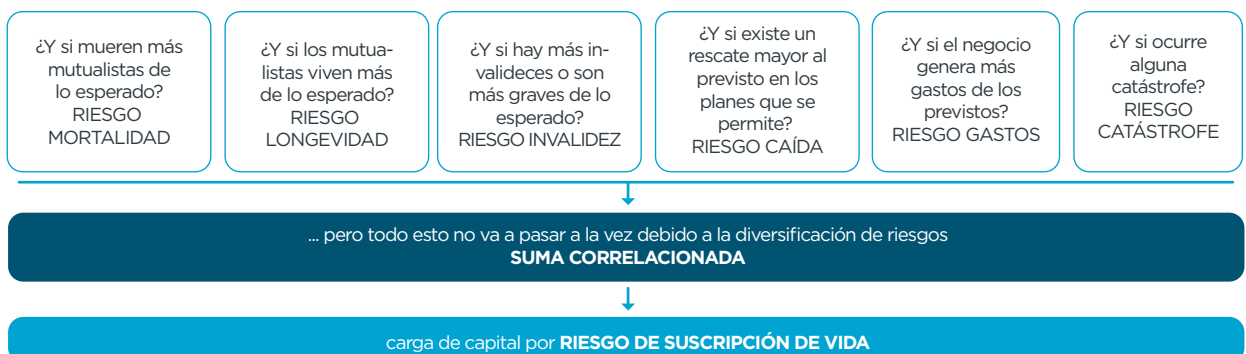 ¿Y si mueren más
mutualistas de
lo esperado?
RIESGO
MORTALIDAD
¿Y si los mutua-
listas viven más
de lo esperado?
RIESGO
LONGEVIDAD
¿Y si hay más in-
valideces o son
más graves de lo
esperado?
RIESGO INVALIDEZ
¿Y si existe un
rescate mayor al
previsto en los
planes que se
permite?
RIESGO CAÍDA
¿Y si el negocio
genera más
gastos de los
previstos?
RIESGO GASTOS
¿Y si ocurre
alguna
catástrofe?
RIESGO
CATÁSTROFE
... pero todo esto no va a pasar a la vez debido a la diversificación de riesgos
SUMA CORRELACIONADA
carga de capital por RIESGO DE SUSCRIPCIÓN DE VIDA